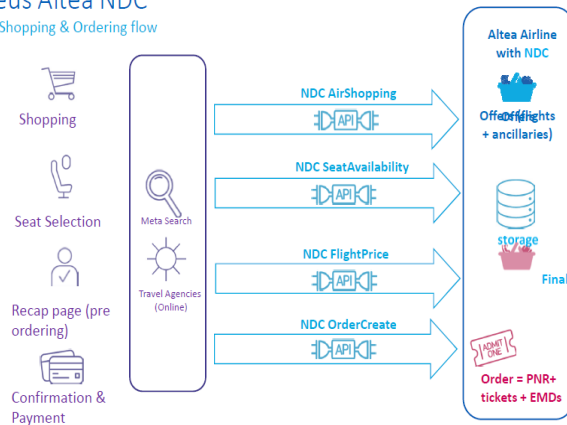 eus Altea NDC
Shopping & Ordering flow
Shopping
Seat Selection
Recap page (pre
ordering)
Confirmation &
Payment
Meta Search
Travel Agencies
(Online)
NDC AirShopping
API
NDC SeatAvailability
API
NDC FlightPrice
API
NDC OrderCreate
API
Altea Airline
with NDC
Offer (flights
Offers
+ ancillaries)
storage
Final
ADMIT
ONE
Order = PNR+
tickets + EMDs